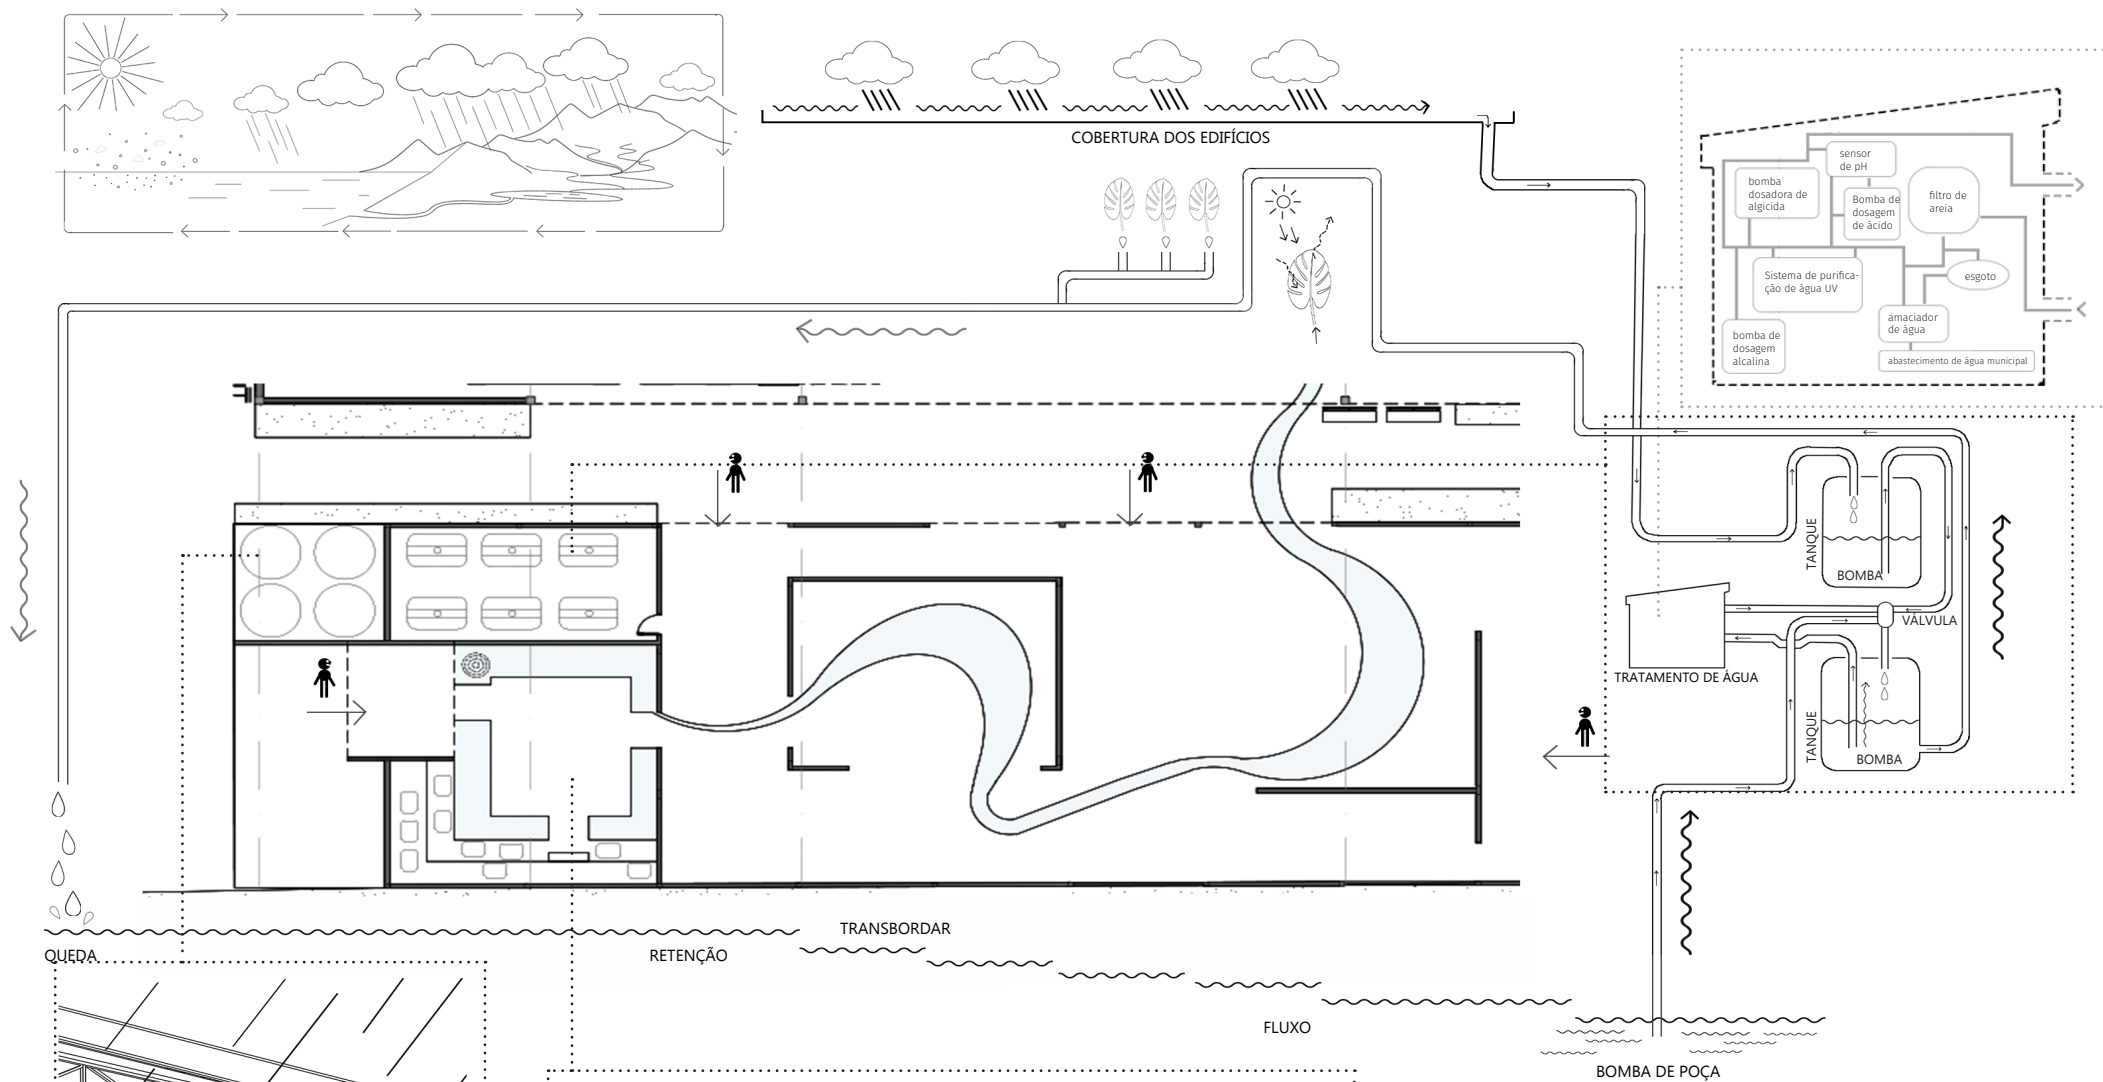 COBERTURA DOS EDIFÍCIOS
sensor
de pH
bomba
dosadora de
algicida
Bomba de
dosagem
de ácido
filtro de
areia
Sistema de purifica-
ção de água UV
esgoto
amaciador
de água
bomba de
dosagem
alcalina
abastecimento de água municipal
TANQUE
BOMBA
VÁLVULA
TRATAMENTO DE ÁGUA
TANQUE
BOMBA
QUEDA
RETENÇÃO
TRANSBORDAR
FLUXO
BOMBA DE POÇA